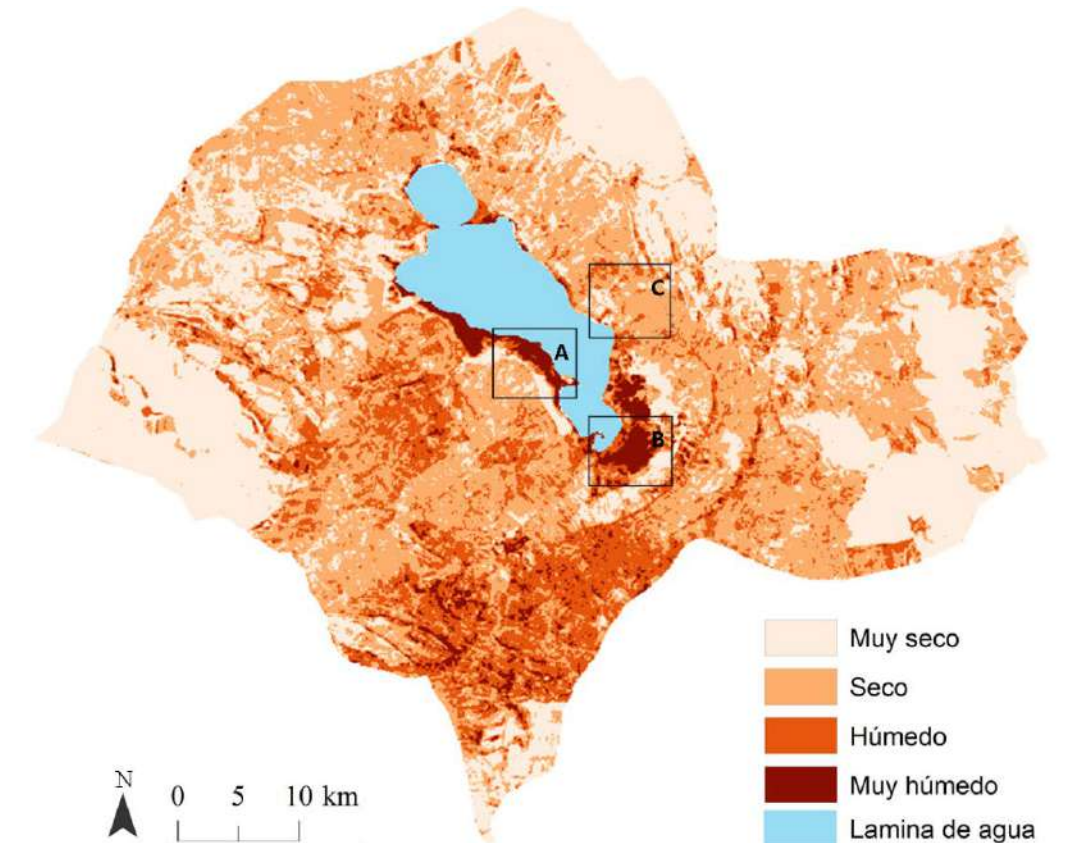 C
A
B
Muy seco
Seco
Húmedo
Muy húmedo
Lamina de agua
N
0 5 10 km